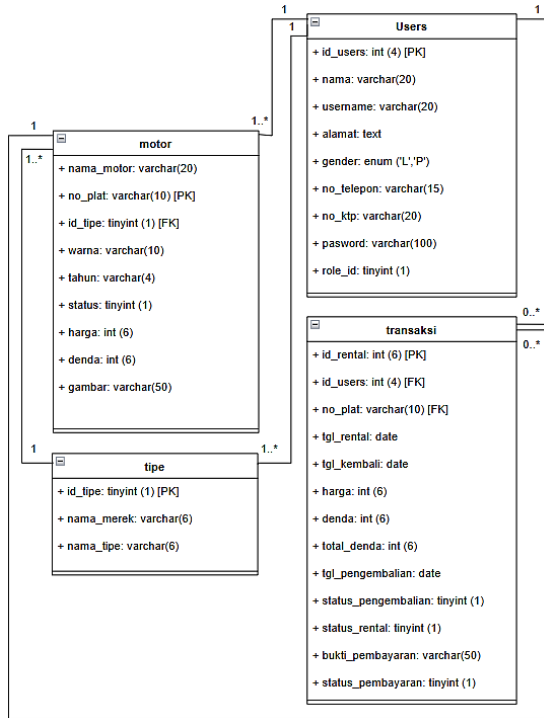 1
1
Users
1
+ id_users: int (4) [PK]
+ nama: varchar(20)
+ username: varchar(20)
+ alamat: text
+ gender: enum ('L','P')
+ no_telepon: varchar(15)
+ no_ktp: varchar(20)
+ pasword: varchar(100)
+ role_id: tinyint (1)
1
1..*
1..*
motor
+ nama_motor: varchar(20)
+ no_plat: varchar(10) [PK]
+ id_tipe: tinyint (1) [FK]
+ warna: varchar(10)
+ tahun: varchar(4)
+ status: tinyint (1)
+ harga: int (6)
+ denda: int (6)
+ gambar: varchar(50)
1
1..*
tipe
+ id_tipe: tinyint (1) [PK]
+ nama_merek: varchar(6)
+ nama_tipe: varchar(6)
0..*
0..*
transaksi
+ id_rental: int (6) [PK]
+ id_users: int (4) [FK]
+ no_plat: varchar(10) [FK]
+ tgl_rental: date
+ tgl_kembali: date
+ harga: int (6)
+ denda: int (6)
+ total_denda: int (6)
+ tgl_pengembalian: date
+ status_pengembalian: tinyint (1)
+ status_rental: tinyint (1)
+ bukti_pembayaran: varchar(50)
+ status_pembayaran: tinyint (1)